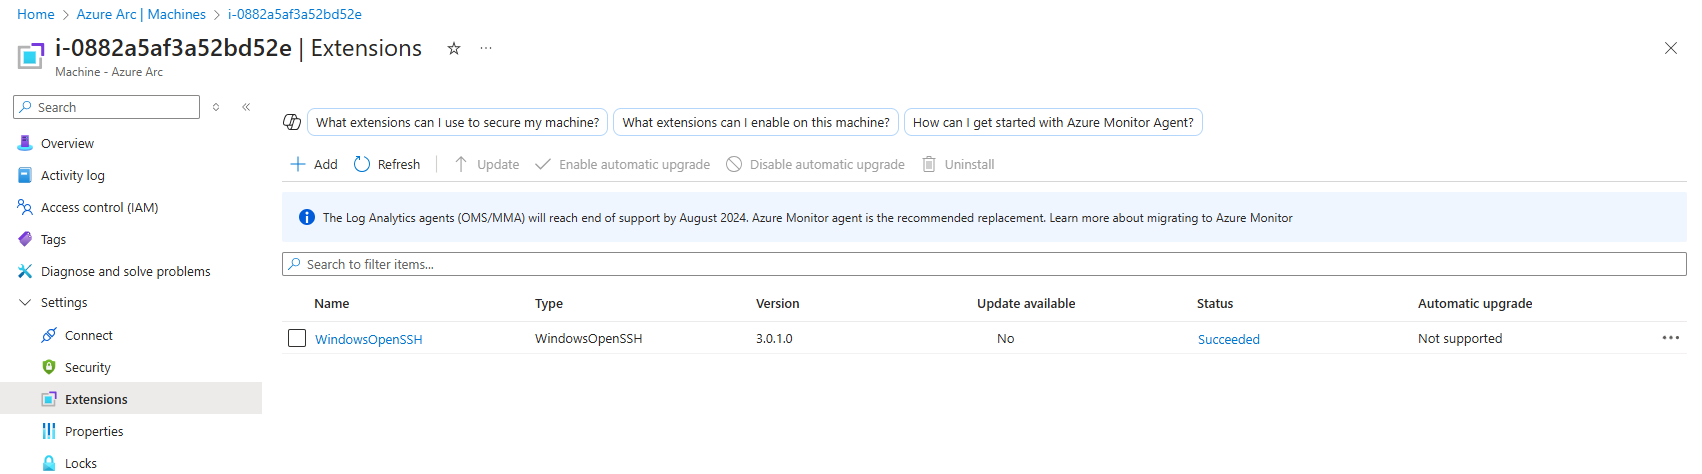 Home > Azure Arc | Machines > i-0882a5af3a52bd52e
i-0882a5af3a52bd52e | Extensions
Machine - Azure Arc
Search
Overview
Activity log
Access control (IAM)
Tags
Diagnose and solve problems
Settings
Connect
Security
Extensions
Properties
Locks
What extensions can I use to secure my machine? What extensions can I enable on this machine? How can I get started with Azure Monitor Agent?
Add Refresh Update Enable automatic upgrade Disable automatic upgrade Uninstall
The Log Analytics agents (OMS/MMA) will reach end of support by August 2024. Azure Monitor agent is the recommended replacement. Learn more about migrating to Azure Monitor
Search to filter items...
Name Type Version Update available Status Automatic upgrade
WindowsOpenSSH WindowsOpenSSH 3.0.1.0 No Succeeded Not supported